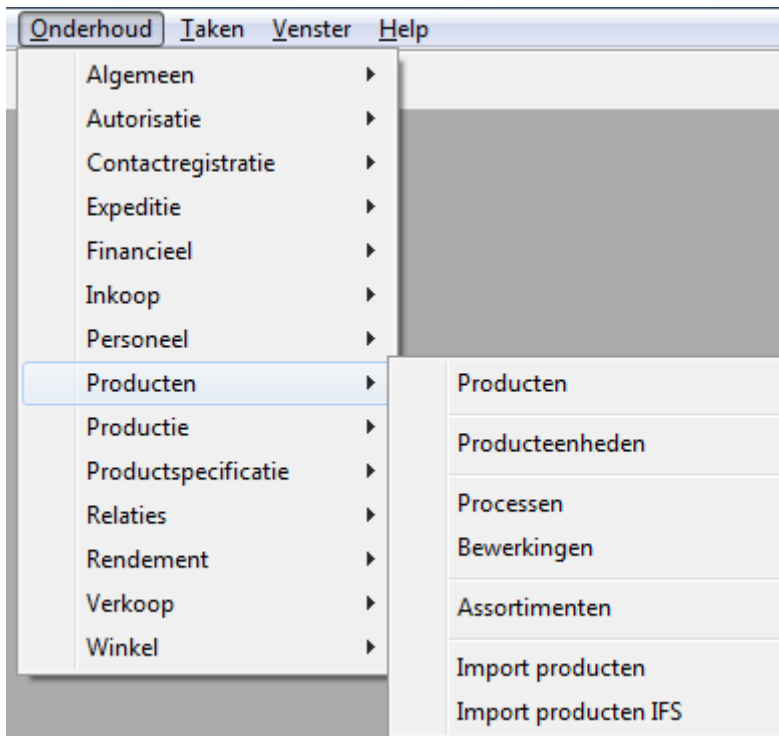 Onderhoud Taken Venster Help
Algemeen
Autorisatie
Contactregistratie
Expeditie
Financieel
Inkoop
Personeel
Producten
Productie
Productspecificatie
Relaties
Rendement
Verkoop
Winkel
Producten
Producteenheden
Processen
Bewerkingen
Assortimenten
Import producten
Import producten IFS